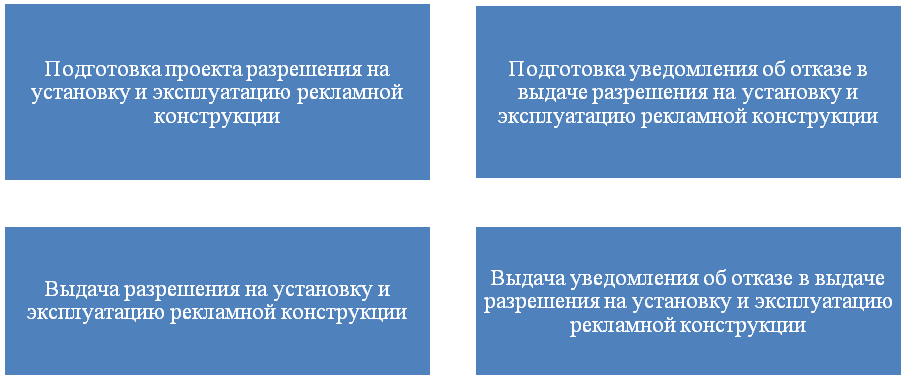 Подготовка проекта разрешения на
установку и эксплуатацию рекламной
конструкции
Подготовка уведомления об отказе в
выдаче разрешения на установку и
эксплуатацию рекламной конструкции
Выдача разрешения на установку и
эксплуатацию рекламной конструкции
Выдача уведомления об отказе в выдаче
разрешения на установку и эксплуатацию
рекламной конструкции